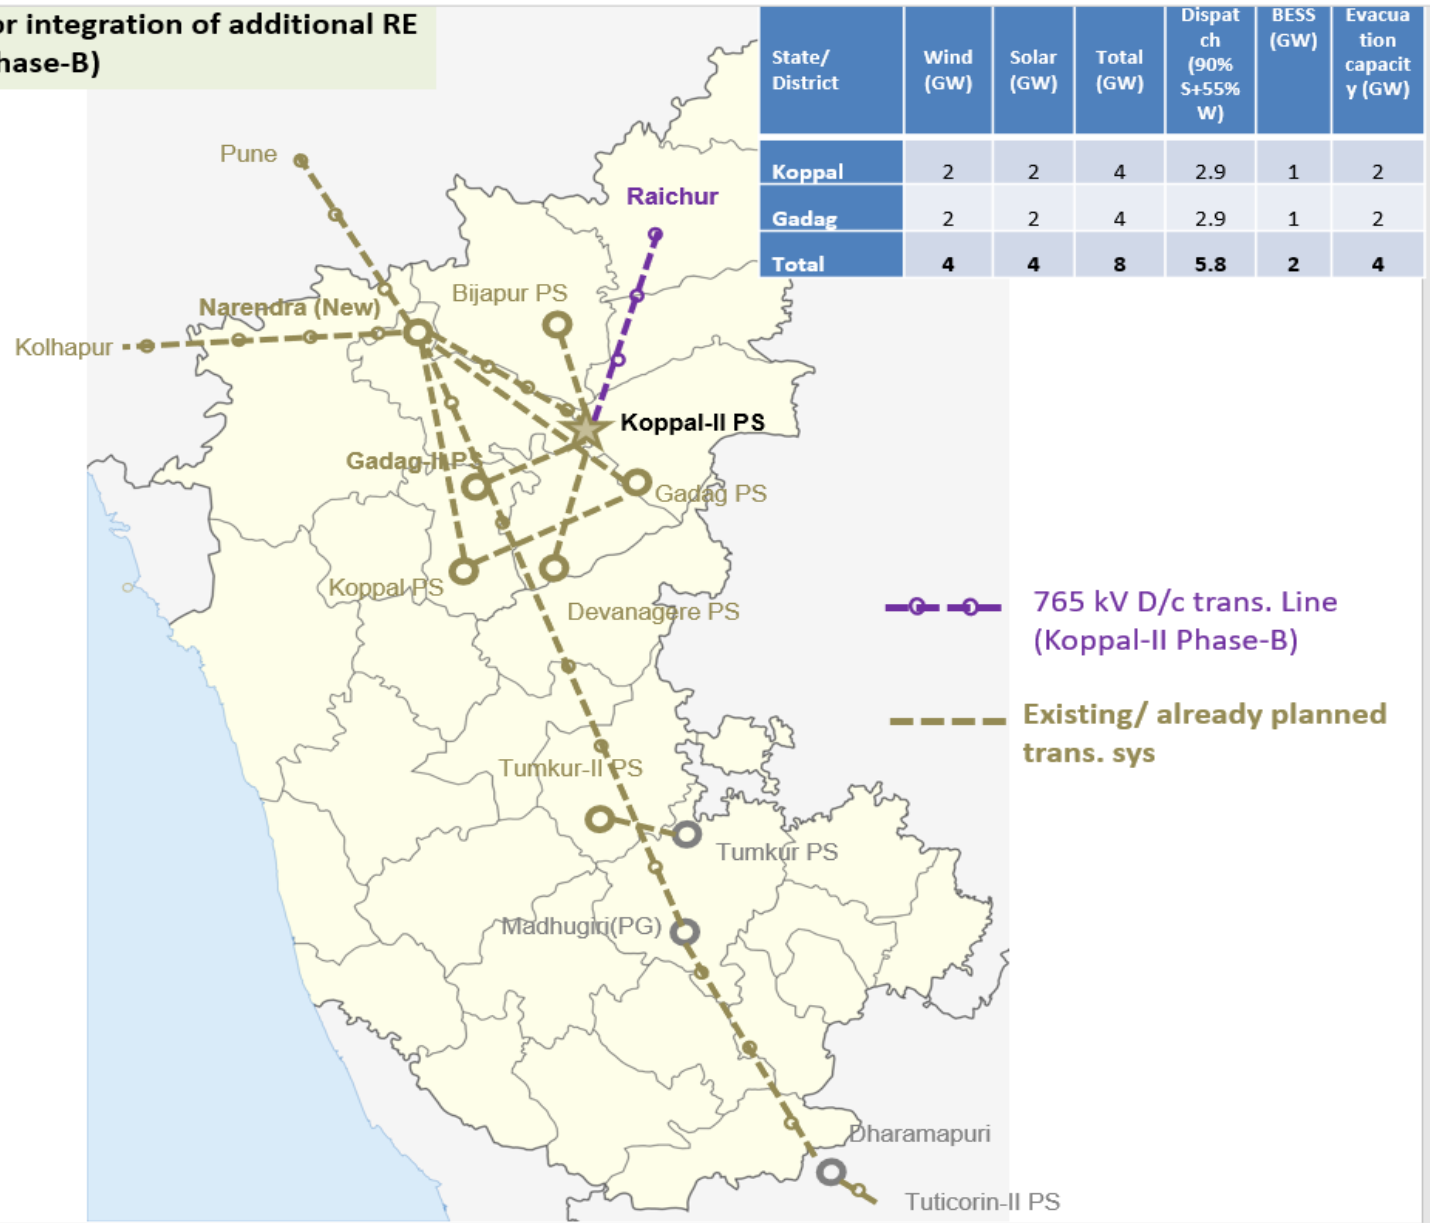 or integration of additional RE
hase-B)
State/
District
Wind
(GW)
Solar
(GW)
Total
(GW)
Dispat
ch
(90%
S+55%
W)
BESS
(GW)
Evacua
tion
capacit
y (GW)
Koppal 2 2 4 2.9 1 2
Gadag 2 2 4 2.9 1 2
Total 4 4 8 5.8 2 4
Pune
Raichur
Bijapur PS
Narendra (New)
Kolhapur
Koppal-II PS
Gadag-II PS
Gadag PS
Koppal PS
Devanagere PS
765 kV D/c trans. Line
(Koppal-II Phase-B)
Existing/ already planned
trans. sys
Tumkur-II PS
Tumkur PS
Madhugiri(PG)
Dharamapuri
Tuticorin-II PS